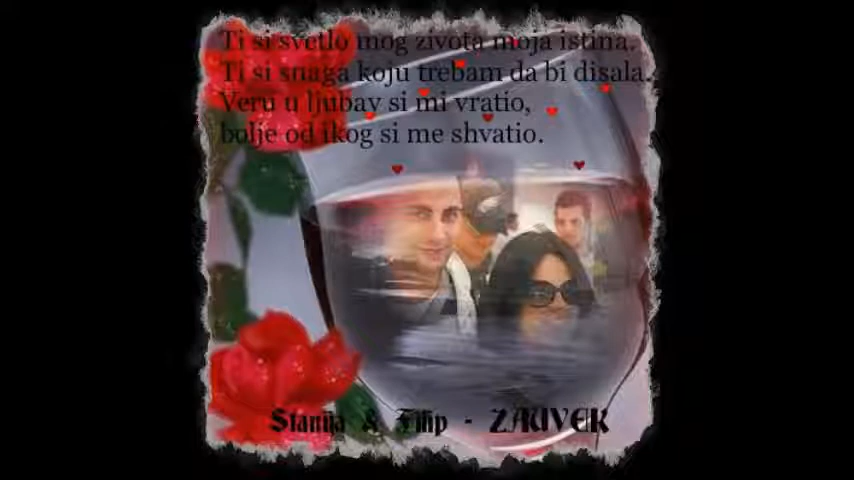 Ti si svetlo mog zivota moja istina.
Ti si snaga koju trebam da bi disala.
Veru u ljubav si mi vratio,
bolje od ikog si me shvatio.
Stanija & Filip - ZAUVEK